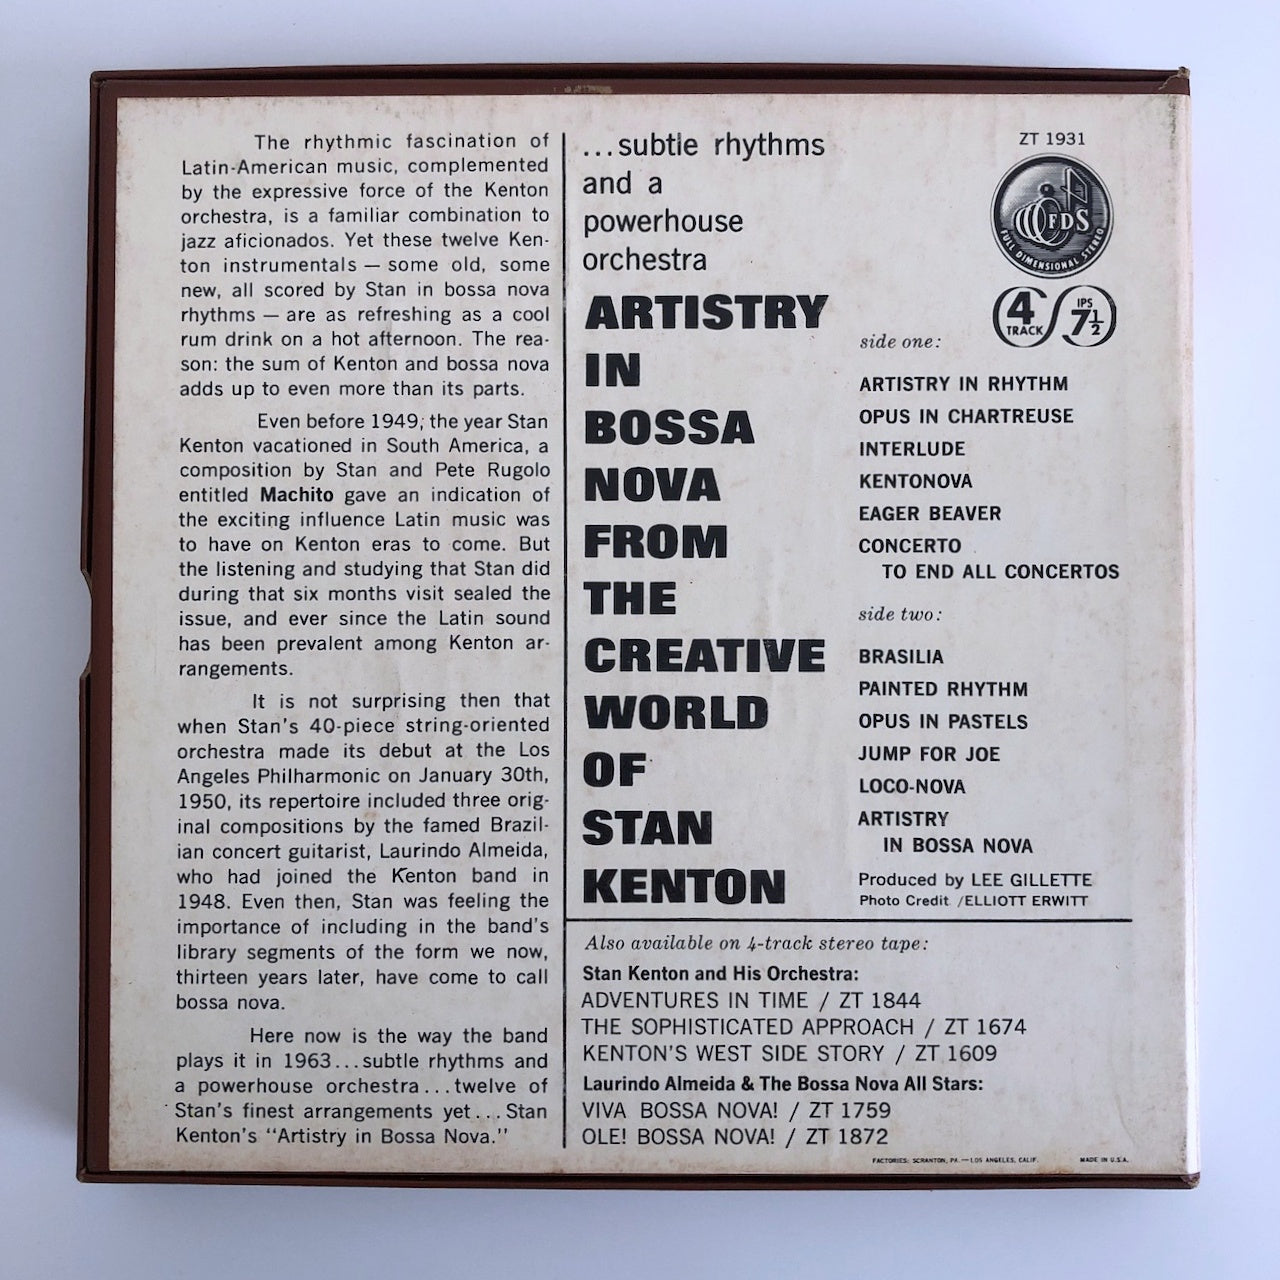 The rhythmic fascination of
Latin-American music, complemented
by the expressive force of the Kenton
orchestra, is a familiar combination to
jazz aficionados. Yet these twelve Ken-
ton instrumentals — some old, some
new, all scored by Stan in bossa nova
rhythms — are as refreshing as a cool
rum drink on a hot afternoon. The rea-
son: the sum of Kenton and bossa nova
adds up to even more than its parts.
Even before 1949, the year Stan
Kenton vacationed in South America, a
composition by Stan and Pete Rugolo
entitled Machito gave an indication of
the exciting influence Latin music was
to have on Kenton eras to come. But
the listening and studying that Stan did
during that six months visit sealed the
issue, and ever since the Latin sound
has been prevalent among Kenton ar-
rangements.
It is not surprising then that
when Stan's 40-piece string-oriented
orchestra made its debut at the Los
Angeles Philharmonic on January 30th,
1950, its repertoire included three orig-
inal compositions by the famed Brazil-
ian concert guitarist, Laurindo Almeida,
who had joined the Kenton band in
1948. Even then, Stan was feeling the
importance of including in the band's
library segments of the form we now,
thirteen years later, have come to call
bossa nova.
Here now is the way the band
plays it in 1963...subtle rhythms and
a powerhouse orchestra...twelve of
Stan's finest arrangements yet...Stan
Kenton's "Artistry in Bossa Nova."
...subtle rhythms
and a
powerhouse
orchestra
ARTISTRY
IN
BOSSA
NOVA
FROM
THE
CREATIVE
WORLD
OF
STAN
KENTON
ZT 1931
FDS
FULL DIMENSIONAL STEREO
4 TRACK
IPS 7½
side one:
ARTISTRY IN RHYTHM
OPUS IN CHARTREUSE
INTERLUDE
KENTONOVA
EAGER BEAVER
CONCERTO
TO END ALL CONCERTOS
side two:
BRASILIA
PAINTED RHYTHM
OPUS IN PASTELS
JUMP FOR JOE
LOCO-NOVA
ARTISTRY
IN BOSSA NOVA
Produced by LEE GILLETTE
Photo Credit /ELLIOTT ERWITT
Also available on 4-track stereo tape:
Stan Kenton and His Orchestra:
ADVENTURES IN TIME / ZT 1844
THE SOPHISTICATED APPROACH / ZT 1674
KENTON'S WEST SIDE STORY / ZT 1609
Laurindo Almeida & The Bossa Nova All Stars:
VIVA BOSSA NOVA! / ZT 1759
OLE! BOSSA NOVA! / ZT 1872
FACTORIES: SCRANTON, PA.—LOS ANGELES, CALIF. MADE IN U.S.A.